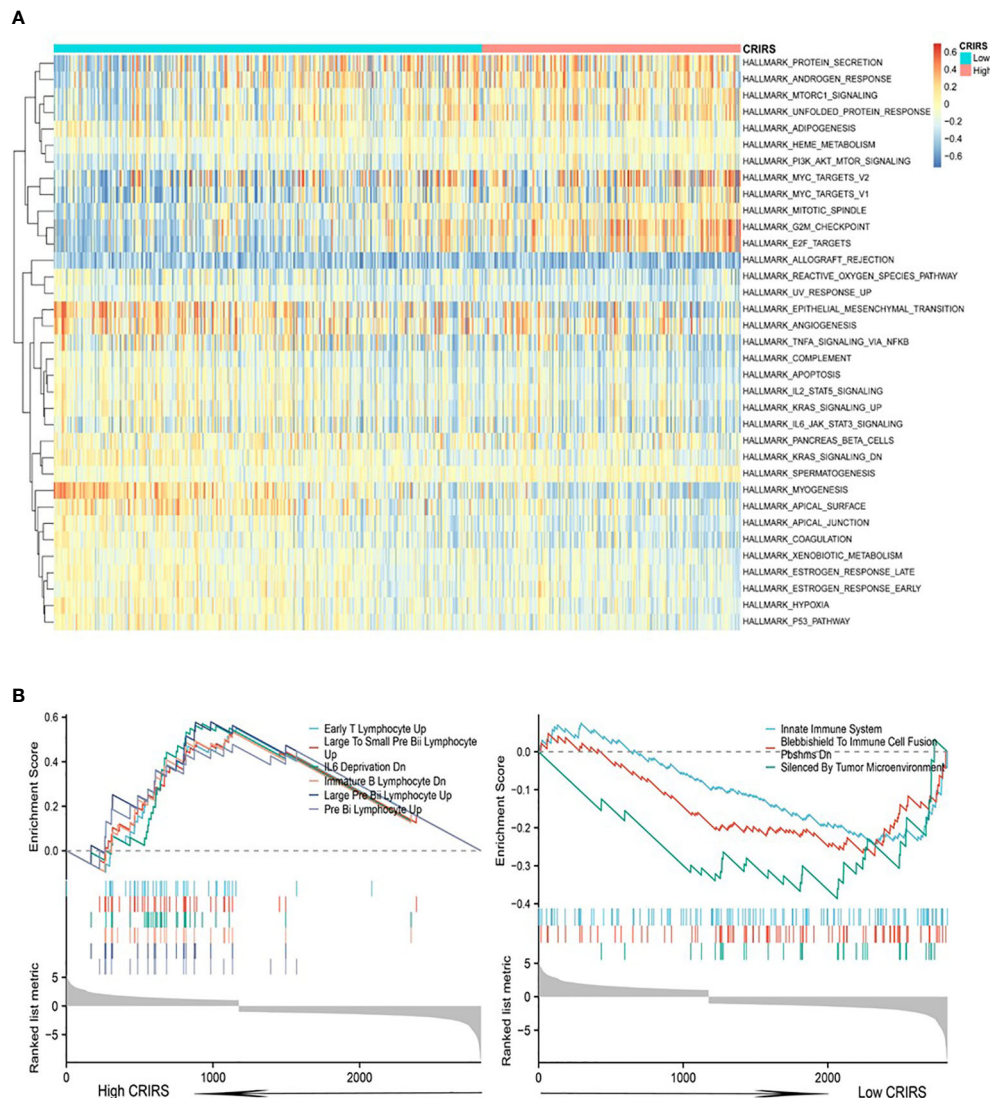 A
CRIRS
HALLMARK_PROTEIN_SECRETION
HALLMARK_ANDROGEN_RESPONSE
HALLMARK_MTORC1_SIGNALING
HALLMARK_UNFOLDED_PROTEIN_RESPONSE
HALLMARK_ADIPOGENESIS
HALLMARK_HEME_METABOLISM
HALLMARK_PI3K_AKT_MTOR_SIGNALING
HALLMARK_MYC_TARGETS_V2
HALLMARK_MYC_TARGETS_V1
HALLMARK_MITOTIC_SPINDLE
HALLMARK_G2M_CHECKPOINT
HALLMARK_E2F_TARGETS
HALLMARK_ALLOGRAFT_REJECTION
HALLMARK_REACTIVE_OXYGEN_SPECIES_PATHWAY
HALLMARK_UV_RESPONSE_UP
HALLMARK_EPITHELIAL_MESENCHYMAL_TRANSITION
HALLMARK_ANGIOGENESIS
HALLMARK_TNFA_SIGNALING_VIA_NFKB
HALLMARK_COMPLEMENT
HALLMARK_APOPTOSIS
HALLMARK_IL2_STAT5_SIGNALING
HALLMARK_KRAS_SIGNALING_UP
HALLMARK_IL6_JAK_STAT3_SIGNALING
HALLMARK_PANCREAS_BETA_CELLS
HALLMARK_KRAS_SIGNALING_DN
HALLMARK_SPERMATOGENESIS
HALLMARK_MYOGENESIS
HALLMARK_APICAL_SURFACE
HALLMARK_APICAL_JUNCTION
HALLMARK_COAGULATION
HALLMARK_XENOBIOTIC_METABOLISM
HALLMARK_ESTROGEN_RESPONSE_LATE
HALLMARK_ESTROGEN_RESPONSE_EARLY
HALLMARK_HYPOXIA
HALLMARK_P53_PATHWAY
0.6
0.4
0.2
0
−0.2
−0.4
−0.6
CRIRS
Low
High
B
Enrichment Score
0.6
0.4
0.2
0.0
Early T Lymphocyte Up
Large To Small Pre Bii Lymphocyte
Up
IL6 Deprivation Dn
Immature B Lymphocyte Dn
Large Pre Bii Lymphocyte Up
Pre Bi Lymphocyte Up
Ranked list metric
5
0
−5
0
1000
2000
High CRIRS
Enrichment Score
0.0
−0.1
−0.2
−0.3
−0.4
Innate Immune System
Blebbishield To Immune Cell Fusion
Pbshms Dn
Silenced By Tumor Microenvironment
Ranked list metric
5
0
−5
0
1000
2000
Low CRIRS